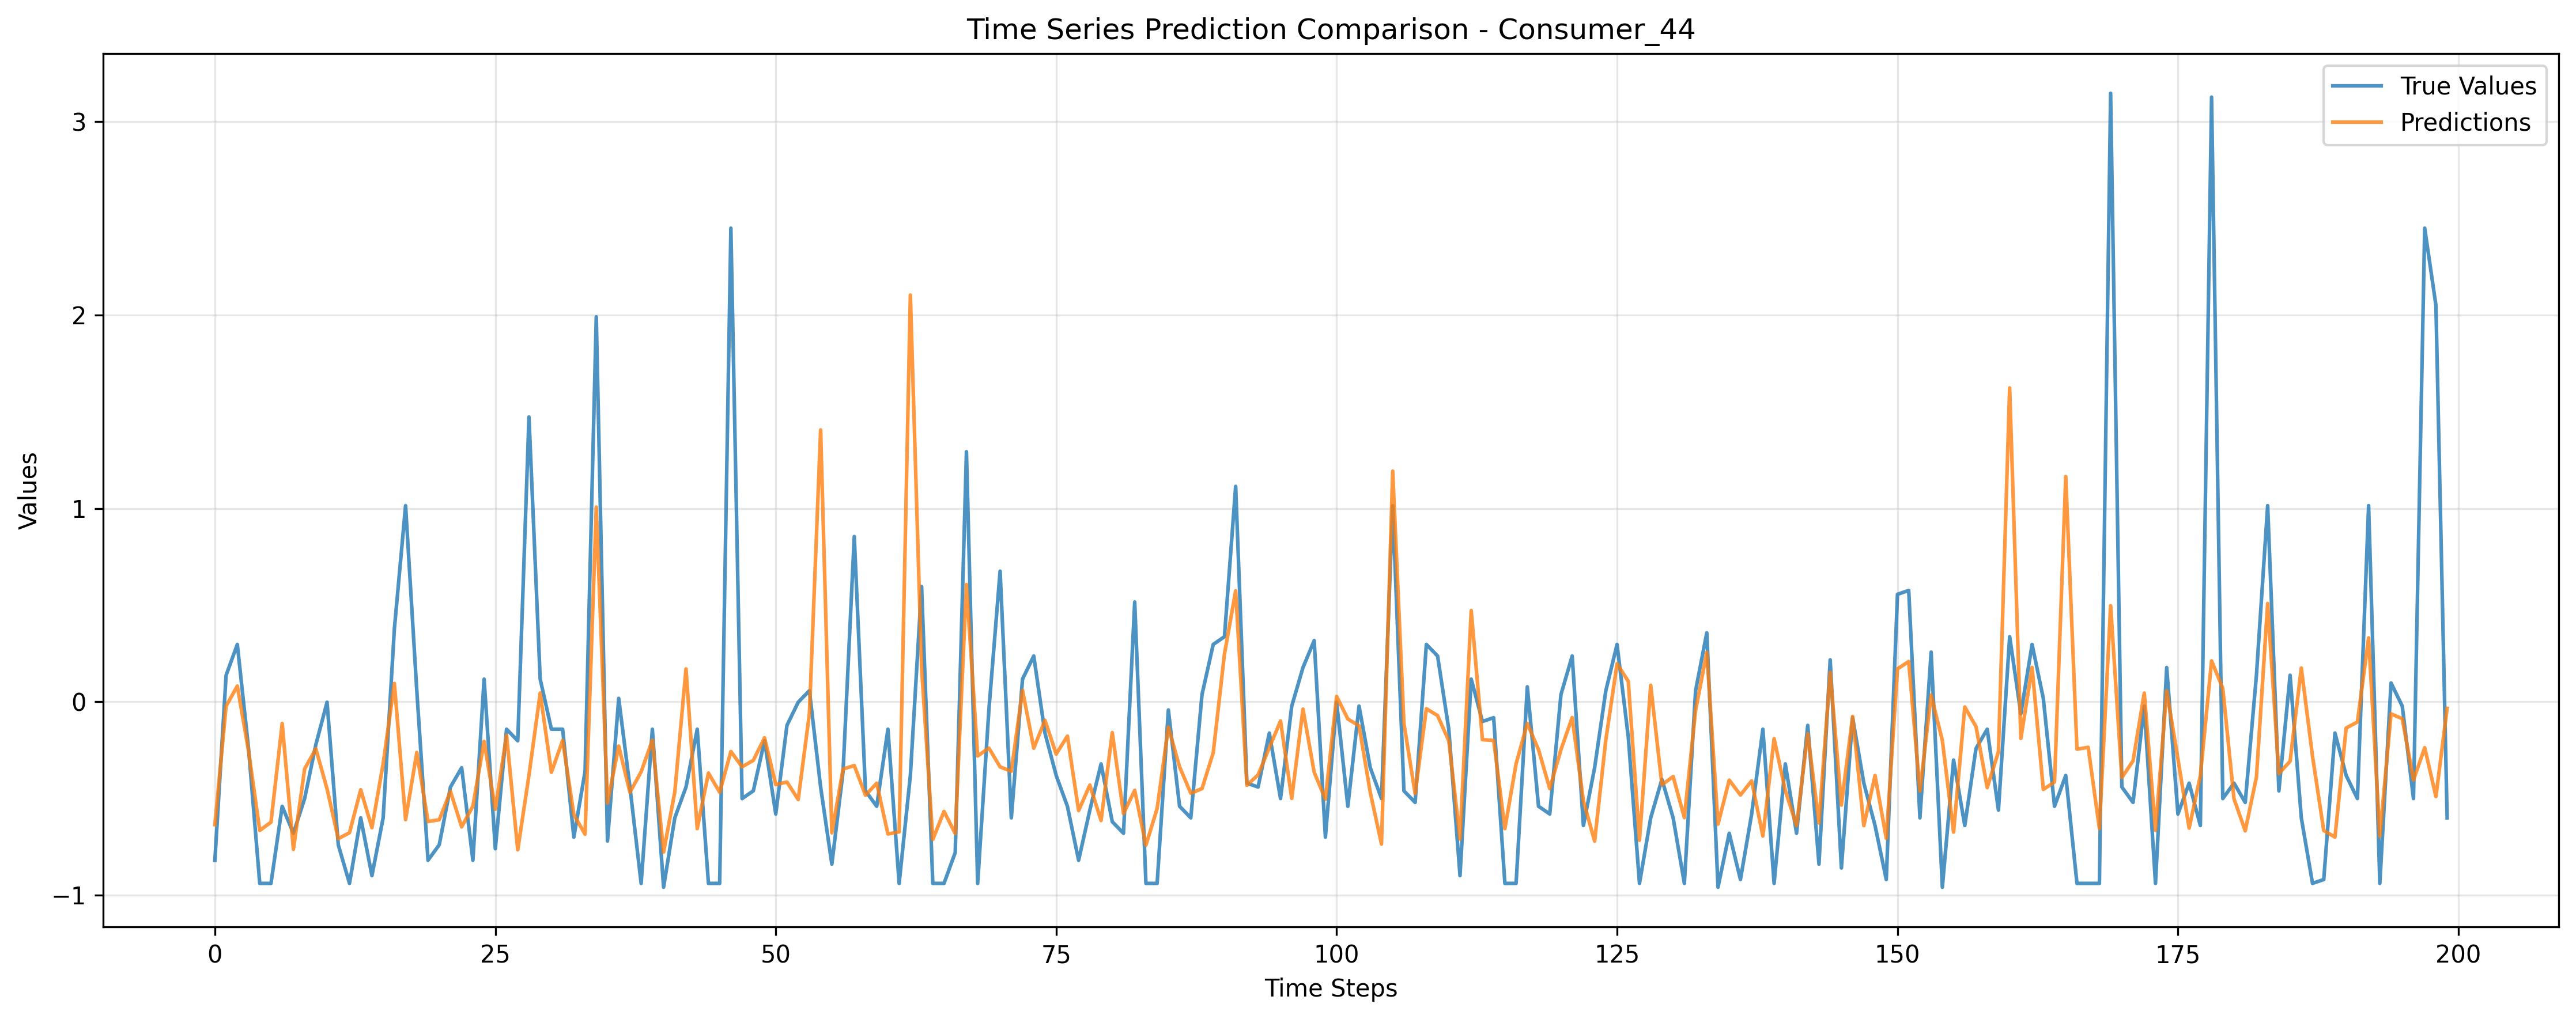 Time Series Prediction Comparison - Consumer_44
True Values
Predictions
Values
3
2
1
0
−1
0 25 50 75 100 125 150 175 200
Time Steps